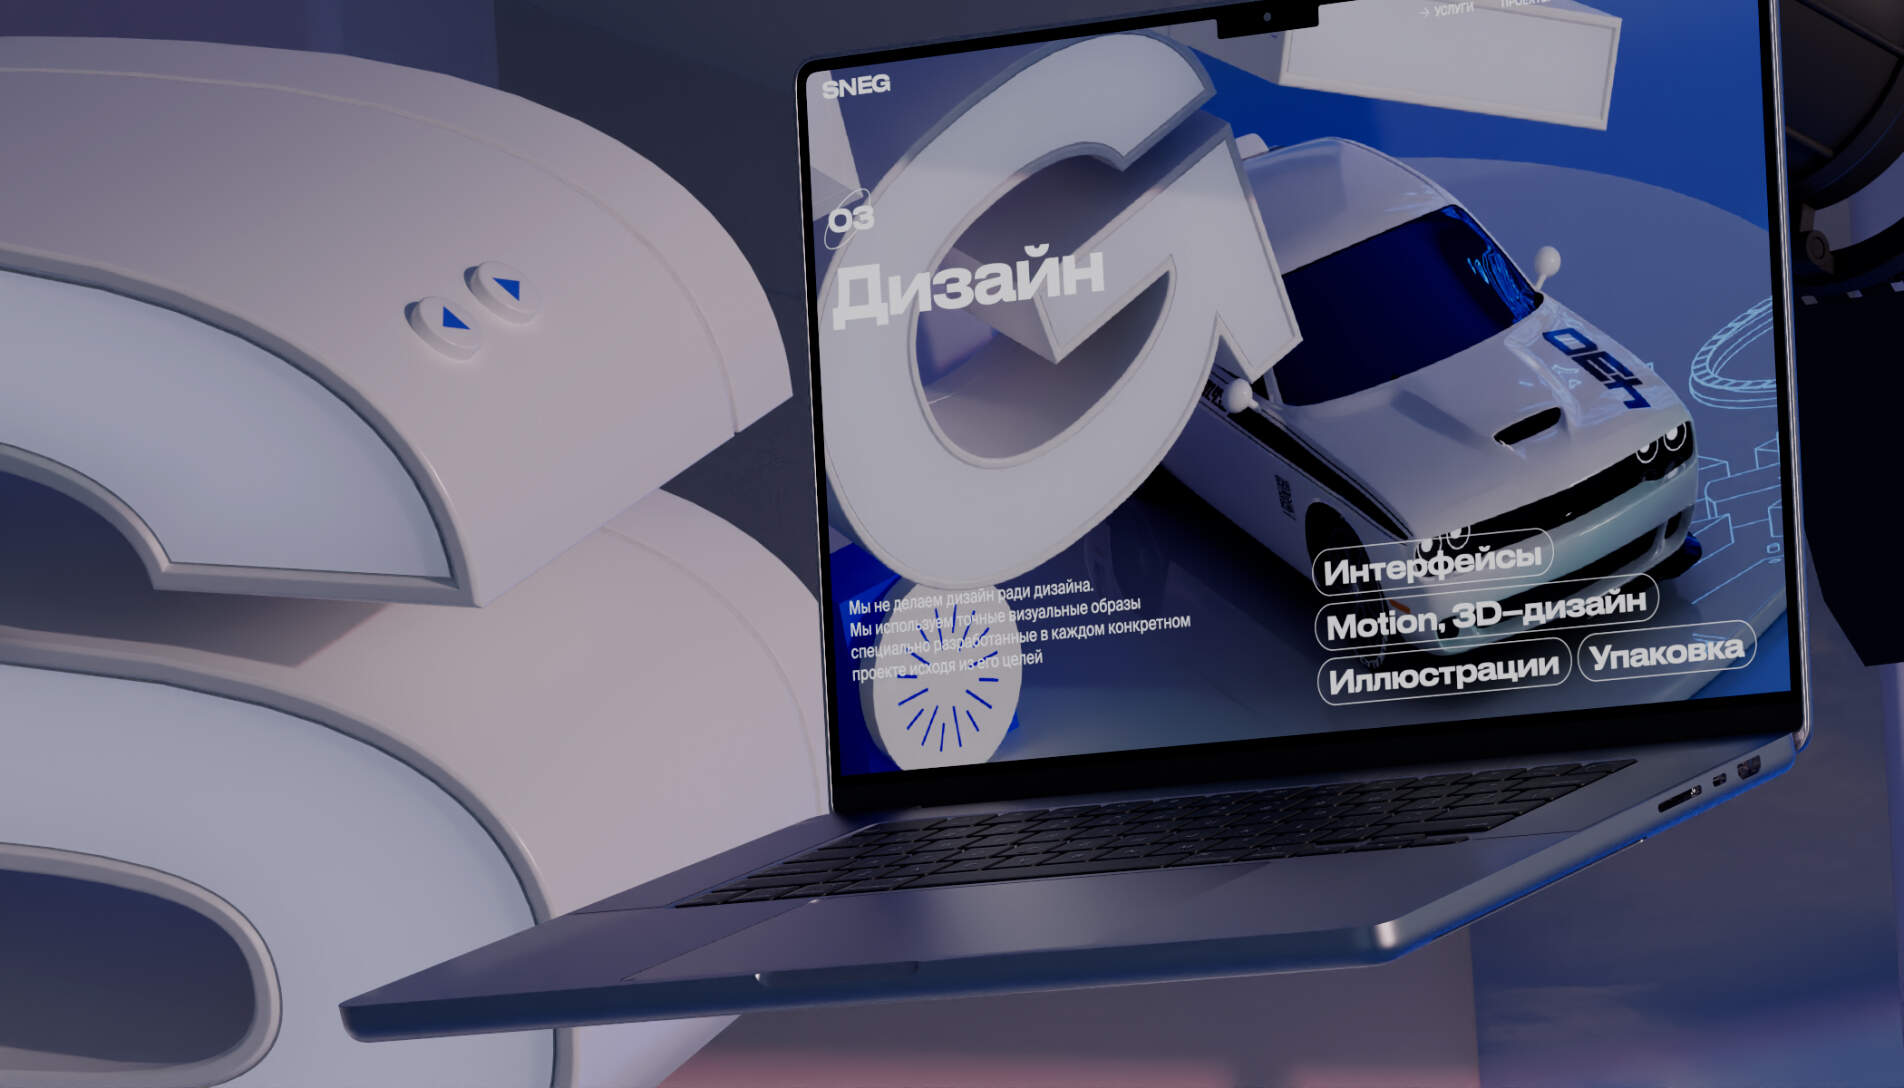 → УСЛУГИ
SNEG
03
Дизайн
Мы не делаем дизайн ради дизайна.
Мы используем точные визуальные образы
специально разработанные в каждом конкретном
проекте исходя из его целей
Интерфейсы
Motion, 3D–дизайн
Иллюстрации Упаковка